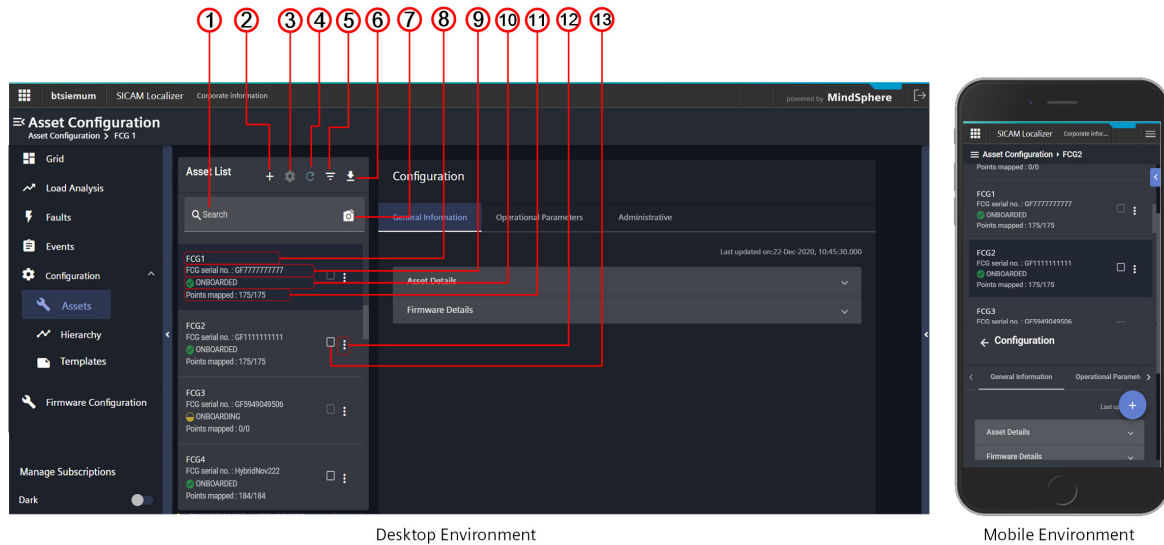 1 2 3 4 5 6 7 8 9 10 11 12 13
btsiemum SICAM Localizer Corporate information powered by MindSphere
Asset Configuration
Asset Configuration > FCG 1
Grid
Load Analysis
Faults
Events
Configuration
Assets
Hierarchy
Templates
Firmware Configuration
Manage Subscriptions
Dark
Asset List
Search
FCG1
FCG serial no. : GF7777777777
ONBOARDED
Points mapped : 175/175
FCG2
FCG serial no. : GF1111111111
ONBOARDED
Points mapped : 175/175
FCG3
FCG serial no. : GF5949049506
ONBOARDING
Points mapped : 0/0
FCG4
FCG serial no. : HybridNov222
ONBOARDED
Points mapped : 184/184
Configuration
General Information Operational Parameters Administrative
Last updated on:22-Dec-2020, 10:45:30.000
Asset Details
Firmware Details
Desktop Environment
SICAM Localizer Corporate infor...
Asset Configuration › FCG2
Points mapped : 0/0
FCG1
FCG serial no. : GF7777777777
ONBOARDED
Points mapped : 175/175
FCG2
FCG serial no. : GF1111111111
ONBOARDED
Points mapped : 175/175
FCG3
FCG serial no. : GF5949049506
Configuration
General Information Operational Paramet
Last up
Asset Details
Firmware Details
Mobile Environment